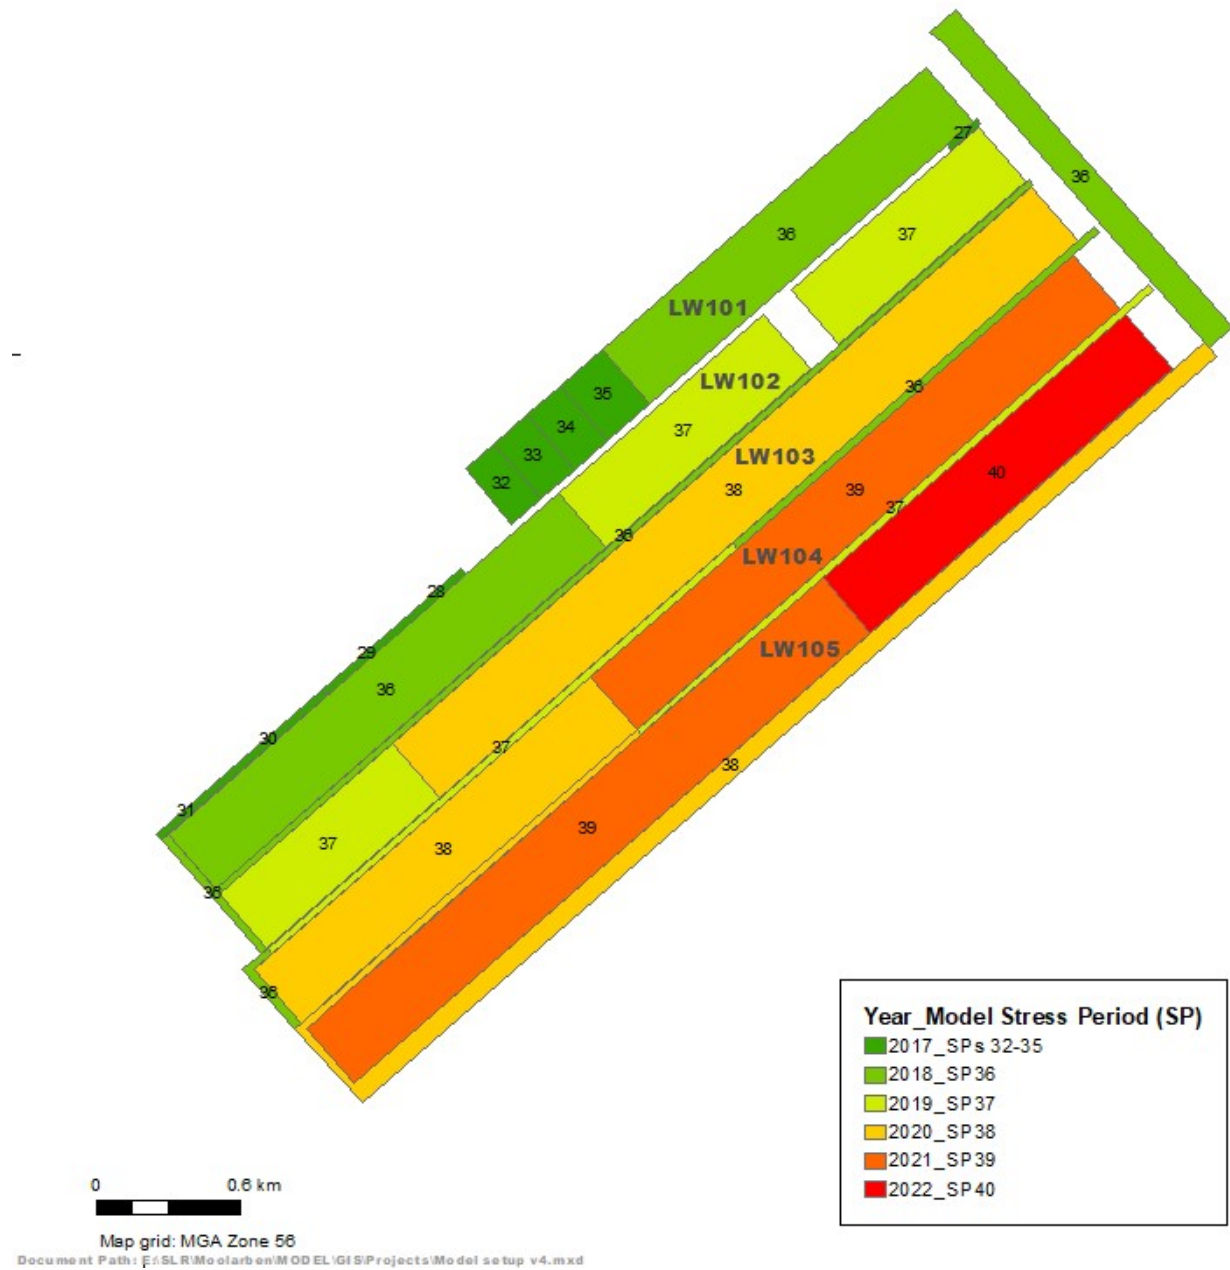 36
27
36
37
36
LW101
LW102
35
34
33
32
37
36
LW103
38
39
40
37
36
LW104
28
29
36
30
LW105
37
38
31
37
38
39
36
36
Year_Model Stress Period (SP)
2017_SPs 32-35
2018_SP36
2019_SP37
2020_SP38
2021_SP39
2022_SP40
0 0.6 km
Map grid: MGA Zone 56
Document Path: E:\SLR\Moolarben\MODEL\GIS\Projects\Model setup v4.mxd